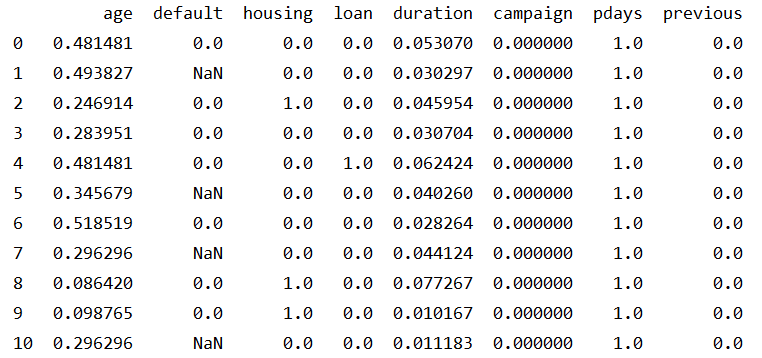 age default housing loan duration campaign pdays previous
0 0.481481 0.0 0.0 0.0 0.053070 0.000000 1.0 0.0
1 0.493827 NaN 0.0 0.0 0.030297 0.000000 1.0 0.0
2 0.246914 0.0 1.0 0.0 0.045954 0.000000 1.0 0.0
3 0.283951 0.0 0.0 0.0 0.030704 0.000000 1.0 0.0
4 0.481481 0.0 0.0 1.0 0.062424 0.000000 1.0 0.0
5 0.345679 NaN 0.0 0.0 0.040260 0.000000 1.0 0.0
6 0.518519 0.0 0.0 0.0 0.028264 0.000000 1.0 0.0
7 0.296296 NaN 0.0 0.0 0.044124 0.000000 1.0 0.0
8 0.086420 0.0 1.0 0.0 0.077267 0.000000 1.0 0.0
9 0.098765 0.0 1.0 0.0 0.010167 0.000000 1.0 0.0
10 0.296296 NaN 0.0 0.0 0.011183 0.000000 1.0 0.0